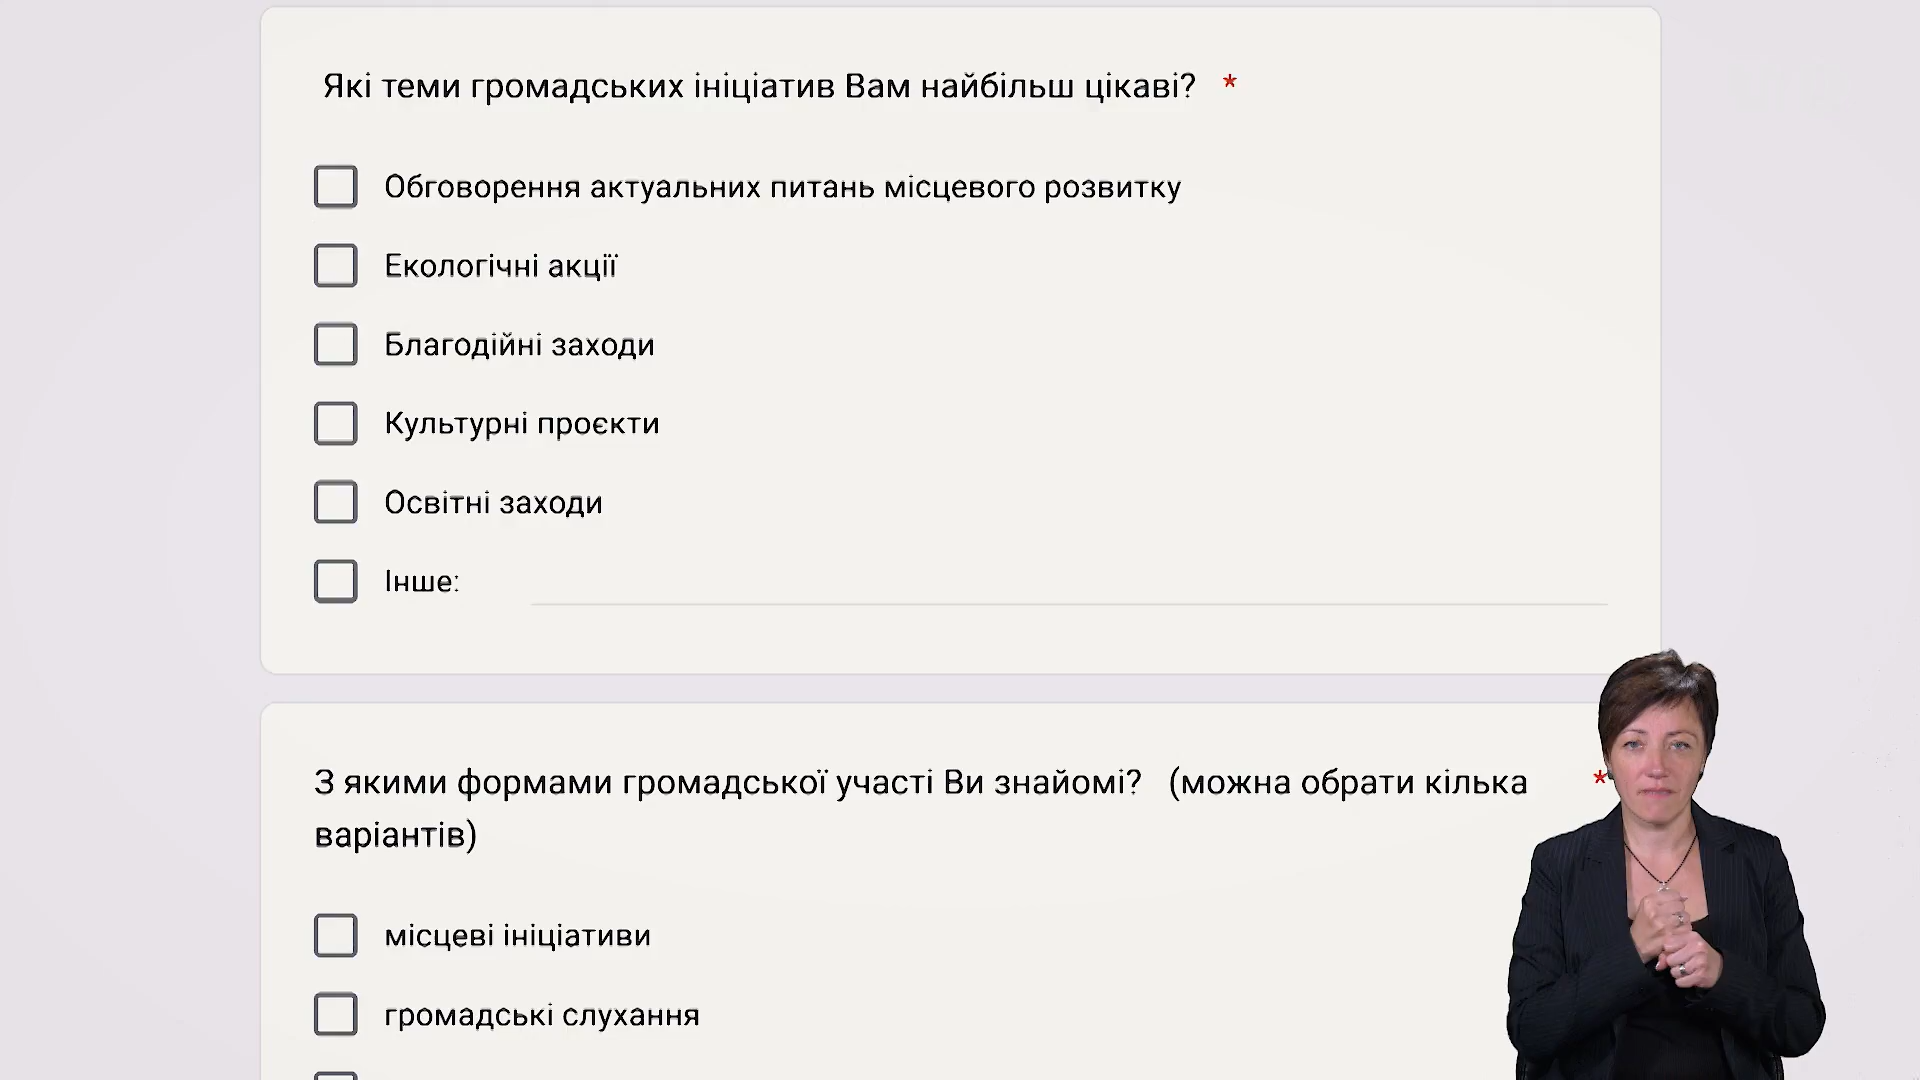 Які теми громадських ініціатив Вам найбільш цікаві? *
Обговорення актуальних питань місцевого розвитку
Екологічні акції
Благодійні заходи
Культурні проєкти
Освітні заходи
Інше:
З якими формами громадської участі Ви знайомі? (можна обрати кілька *
варіантів)
місцеві ініціативи
громадські слухання